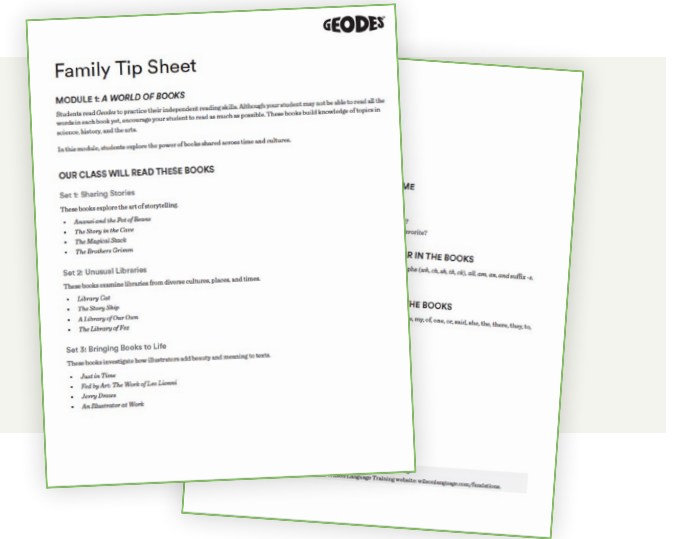 GEODES
Family Tip Sheet
MODULE 1: A WORLD OF BOOKS
Students read Geodes to practice their independent reading skills. Although your student may not be able to read all the
words in each book yet, encourage your student to read as much as possible. These books build knowledge of topics in
science, history, and the arts.
In this module, students explore the power of books shared across time and cultures.
OUR CLASS WILL READ THESE BOOKS
Set 1: Sharing Stories
These books explore the art of storytelling.
• Anansi and the Pot of Beans
• The Story in the Cave
• The Magical Stack
• The Brothers Grimm
Set 2: Unusual Libraries
These books examine libraries from diverse cultures, places, and times.
• Library Cat
• The Story Ship
• A Library of Our Own
• The Library of Fez
Set 3: Bringing Books to Life
These books investigate how illustrators add beauty and meaning to texts.
• Just in Time
• Fed by Art: The Work of Leo Lionni
• Jerry Draws
• An Illustrator at Work
ME
?
avorite?
R IN THE BOOKS
phs (wh, ch, sh, th, ck), all, am, an, and suffix -s.
HE BOOKS
e, my, of, one, or, said, she, the, there, they, to,
Language Training website: wilsonlanguage.com/fundations.